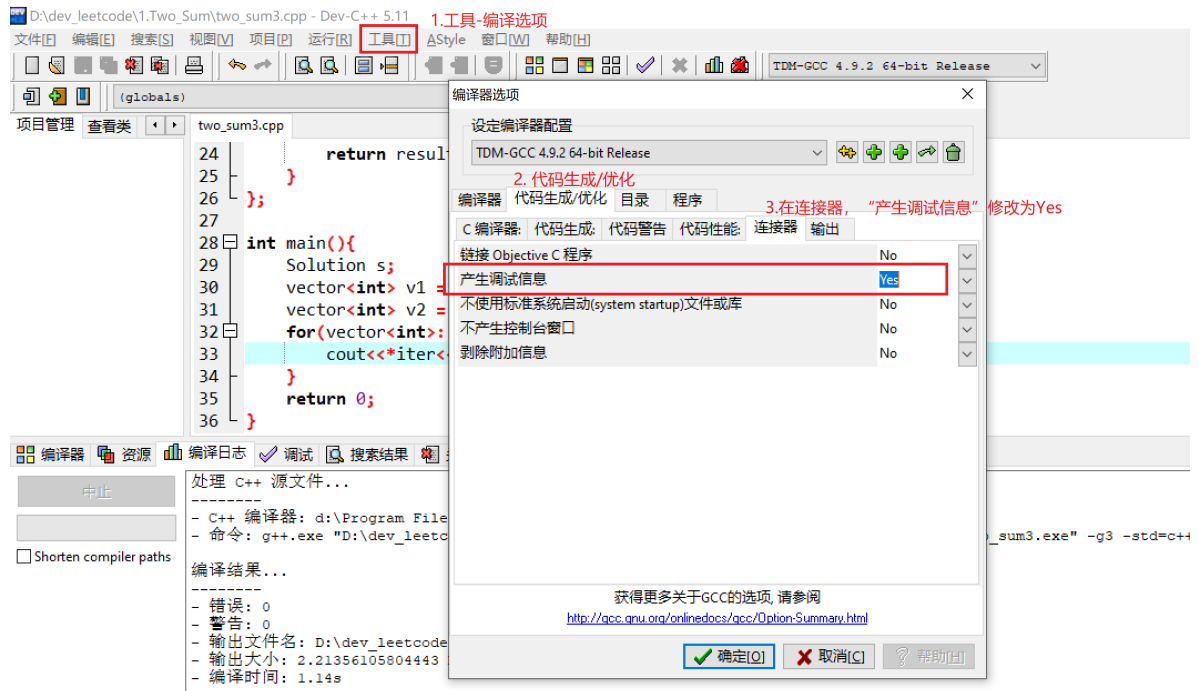 D:\dev_leetcode\1.Two_Sum\two_sum3.cpp - Dev-C++ 5.11
1.工具-编译选项
文件[F] 编辑[E] 搜索[S] 视图[V] 项目[P] 运行[R] 工具[T] AStyle 窗口[W] 帮助[H]
TDM-GCC 4.9.2 64-bit Release
(globals)
编译器选项
项目管理 查看类
two_sum3.cpp
设定编译器配置
TDM-GCC 4.9.2 64-bit Release
2. 代码生成/优化
编译器 代码生成/优化 目录 程序
3.在连接器，“产生调试信息”修改为Yes
C 编译器: 代码生成: 代码警告 代码性能: 连接器 输出
链接 Objective C 程序 No
产生调试信息 Yes
不使用标准系统启动(system startup)文件或库 No
不产生控制台窗口 No
剥除附加信息 No
24 return resul
25 }
26 };
27
28 int main(){
29 Solution s;
30 vector<int> v1 =
31 vector<int> v2 =
32 for(vector<int>:
33 cout<<*iter<
34 }
35 return 0;
36 }
编译器 资源 编译日志 调试 搜索结果
中止
Shorten compiler paths
处理 C++ 源文件...
--------
- C++ 编译器: d:\Program File
- 命令: g++.exe "D:\dev_leetc
o_sum3.exe" -g3 -std=c++
编译结果...
--------
- 错误: 0
- 警告: 0
- 输出文件名: D:\dev_leetcode
- 输出大小: 2.21356105804443
- 编译时间: 1.14s
获得更多关于GCC的选项, 请参阅
http://gcc.gnu.org/onlinedocs/gcc/Option-Summary.html
确定[O] 取消[C] 帮助[H]